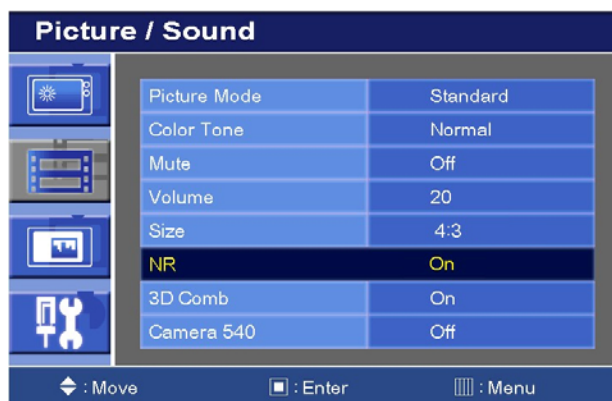 Picture / Sound
Picture Mode Standard
Color Tone Normal
Mute Off
Volume 20
Size 4:3
NR On
3D Comb On
Camera 540 Off
: Move : Enter : Menu